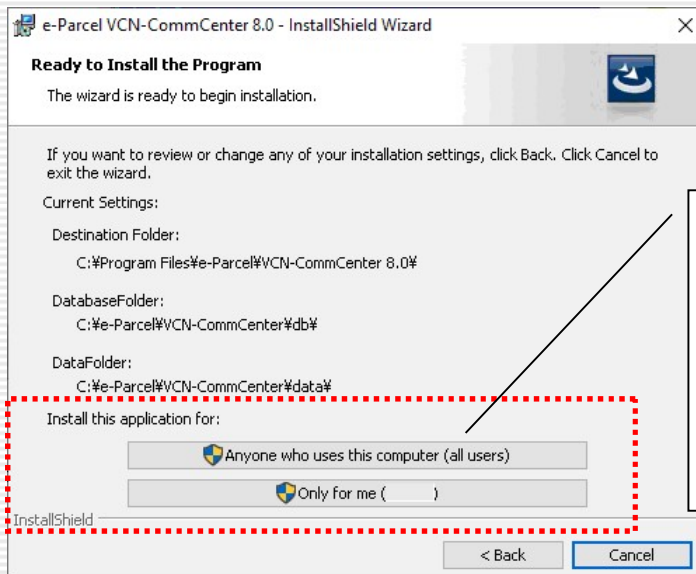 e-Parcel VCN-CommCenter 8.0 - InstallShield Wizard
Ready to Install the Program
The wizard is ready to begin installation.
If you want to review or change any of your installation settings, click Back. Click Cancel to
exit the wizard.
Current Settings:
Destination Folder:
C:¥Program Files¥e-Parcel¥VCN-CommCenter 8.0¥
DatabaseFolder:
C:¥e-Parcel¥VCN-CommCenter¥db¥
DataFolder:
C:¥e-Parcel¥VCN-CommCenter¥data¥
Install this application for:
Anyone who uses this computer (all users)
Only for me ( )
InstallShield
< Back
Cancel